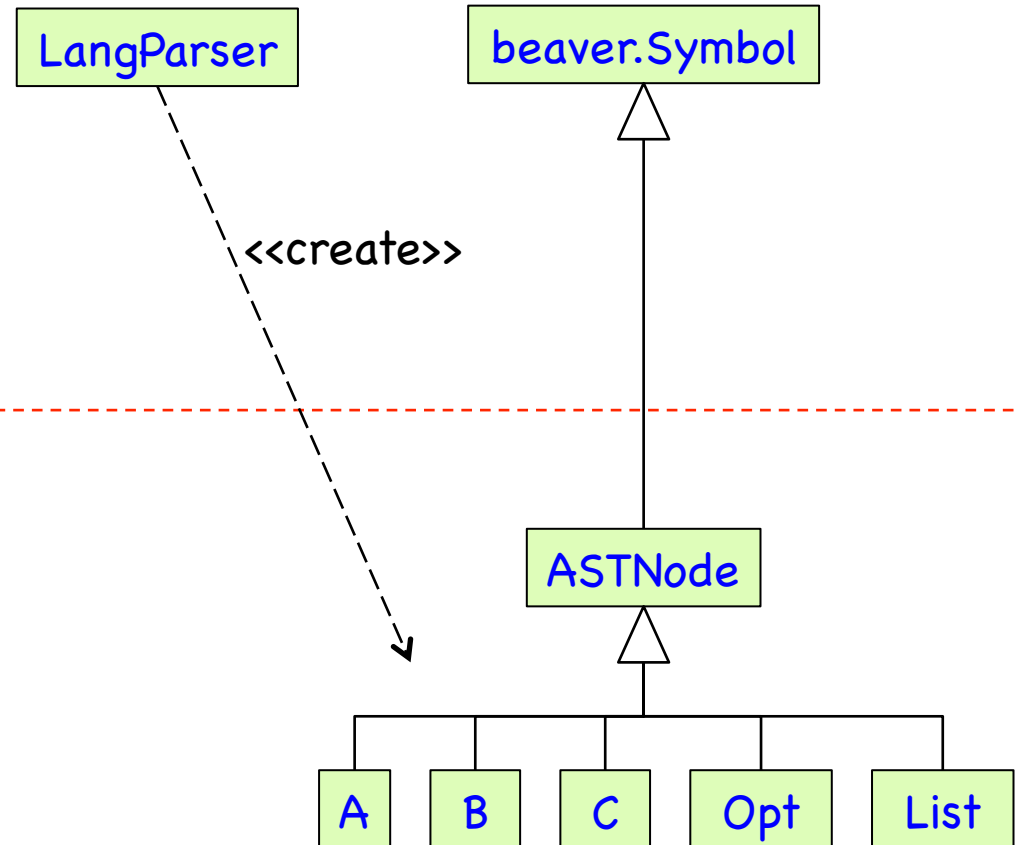 LangParser
beaver.Symbol
<<create>>
ASTNode
A
B
C
Opt
List